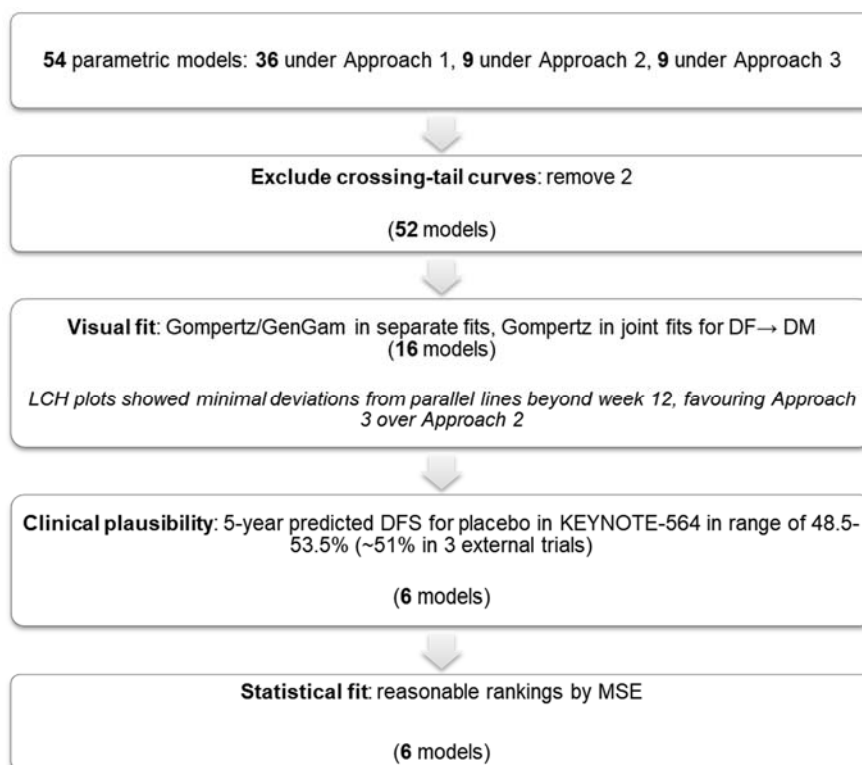 54 parametric models: 36 under Approach 1, 9 under Approach 2, 9 under Approach 3
Exclude crossing-tail curves: remove 2
(52 models)
Visual fit: Gompertz/GenGam in separate fits, Gompertz in joint fits for DF→ DM
(16 models)
LCH plots showed minimal deviations from parallel lines beyond week 12, favouring Approach
3 over Approach 2
Clinical plausibility: 5-year predicted DFS for placebo in KEYNOTE-564 in range of 48.5-
53.5% (~51% in 3 external trials)
(6 models)
Statistical fit: reasonable rankings by MSE
(6 models)